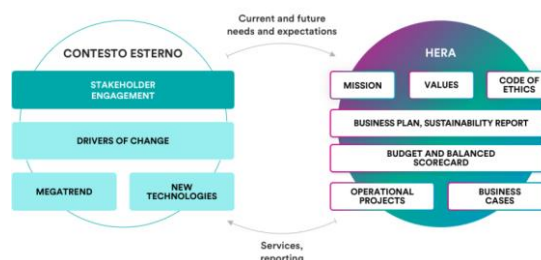 Current and future
needs and expectations
CONTESTO ESTERNO
STAKEHOLDER
ENGAGEMENT
DRIVERS OF CHANGE
MEGATREND
NEW
TECHNOLOGIES
HERA
MISSION
VALUES
CODE OF
ETHICS
BUSINESS PLAN, SUSTAINABILITY REPORT
BUDGET AND BALANCED
SCORECARD
OPERATIONAL
PROJECTS
BUSINESS
CASES
Services,
reporting